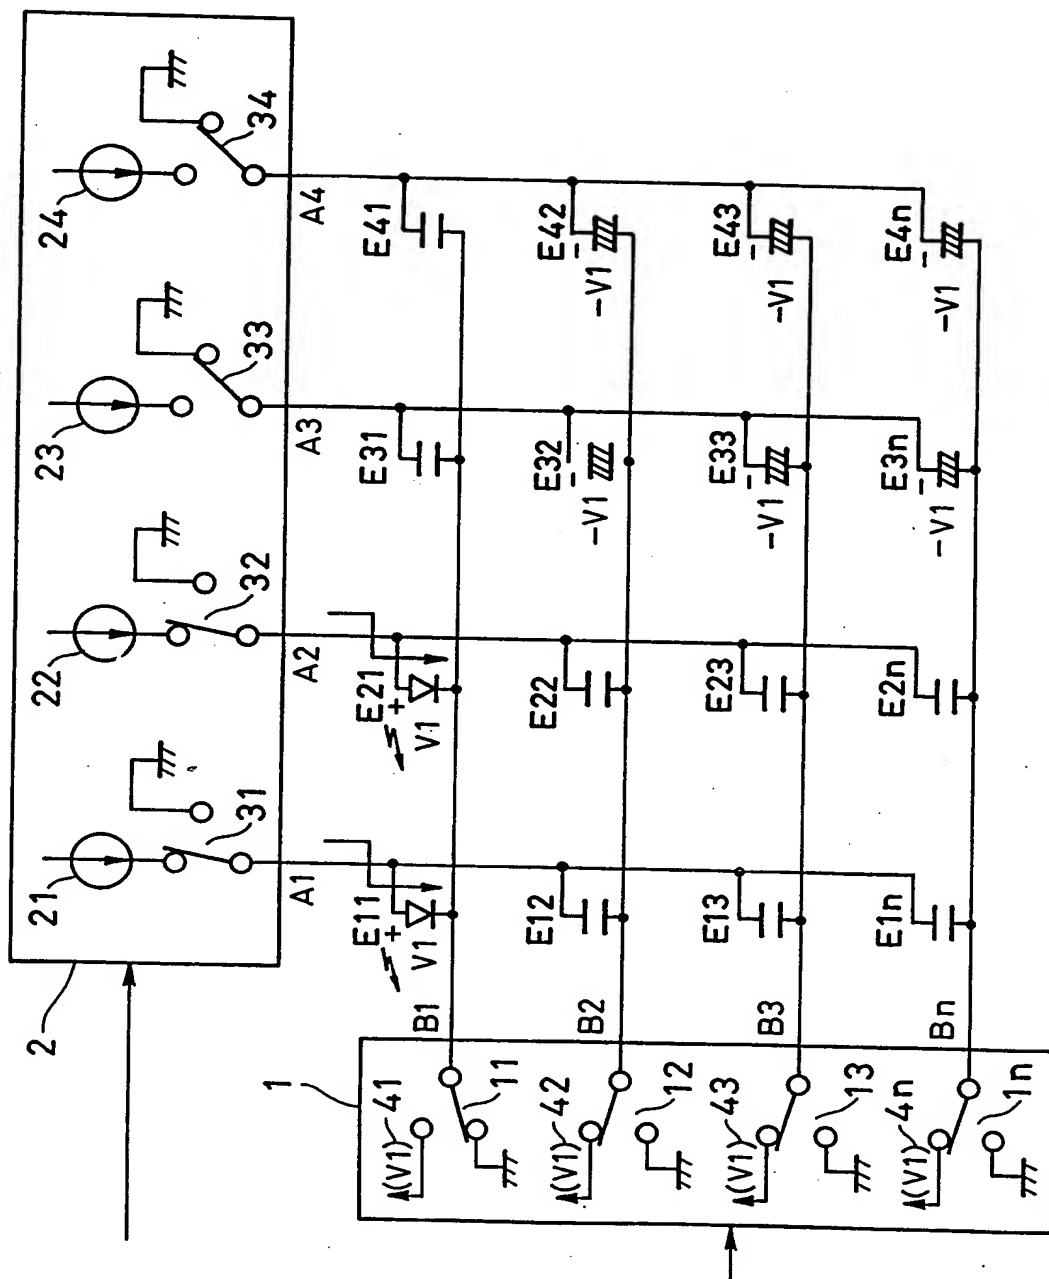 24
23
22
21
34
33
32
31
2
A4
A3
A2
A1
E41
E31
E21
+
V1
E11
+
V1
B1
E42
−
−V1
E32
−
−V1
E22
E12
B2
E43
−
−V1
E33
−
−V1
E23
E13
B3
E4n
−
−V1
E3n
−
−V1
E2n
E1n
Bn
1
(V1)
41
11
(V1)
42
12
(V1)
43
13
(V1)
4n
1n